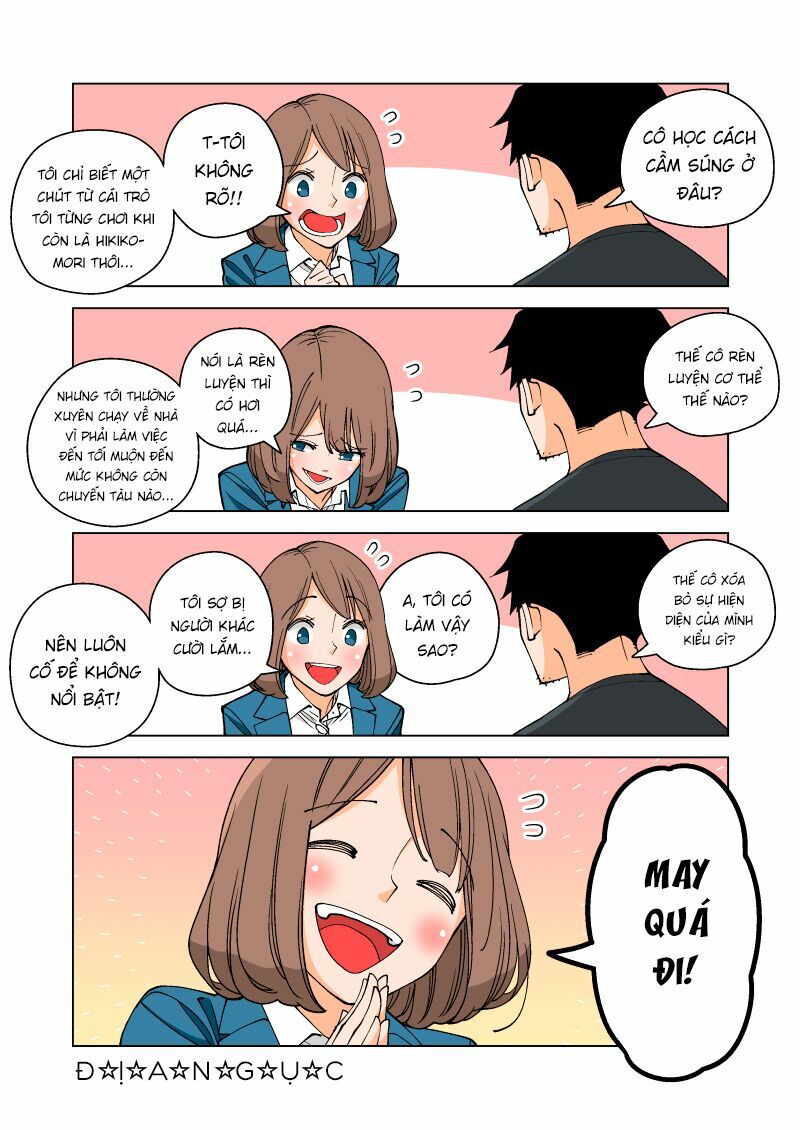 CÔ HỌC CÁCH
CẦM SÚNG Ở
ĐÂU?
T-TÔI
KHÔNG
RÕ!!
TÔI CHỈ BIẾT MỘT
CHÚT TỪ CÁI TRÒ
TÔI TỪNG CHƠI KHI
CÒN LÀ HIKIKO-
MORI THÔI...
THẾ CÔ RÈN
LUYỆN CƠ THỂ
THẾ NÀO?
NÓI LÀ RÈN
LUYỆN THÌ
CÓ HƠI
QUÁ...
NHƯNG TÔI THƯỜNG
XUYÊN CHẠY VỀ NHÀ
VÌ PHẢI LÀM VIỆC
ĐẾN TỐI MUỘN ĐẾN
MỨC KHÔNG CÒN
CHUYẾN TÀU NÀO...
THẾ CÔ XÓA
BỎ SỰ HIỆN
DIỆN CỦA MÌNH
KIỂU GÌ?
A, TÔI CÓ
LÀM VẬY
SAO?
TÔI SỢ BỊ
NGƯỜI KHÁC
CƯỜI LẮM...
NÊN LUÔN
CỐ ĐỂ KHÔNG
NỔI BẬT!
MAY
QUÁ
ĐI!
Đ☆Ị☆A☆N☆G☆Ụ☆C